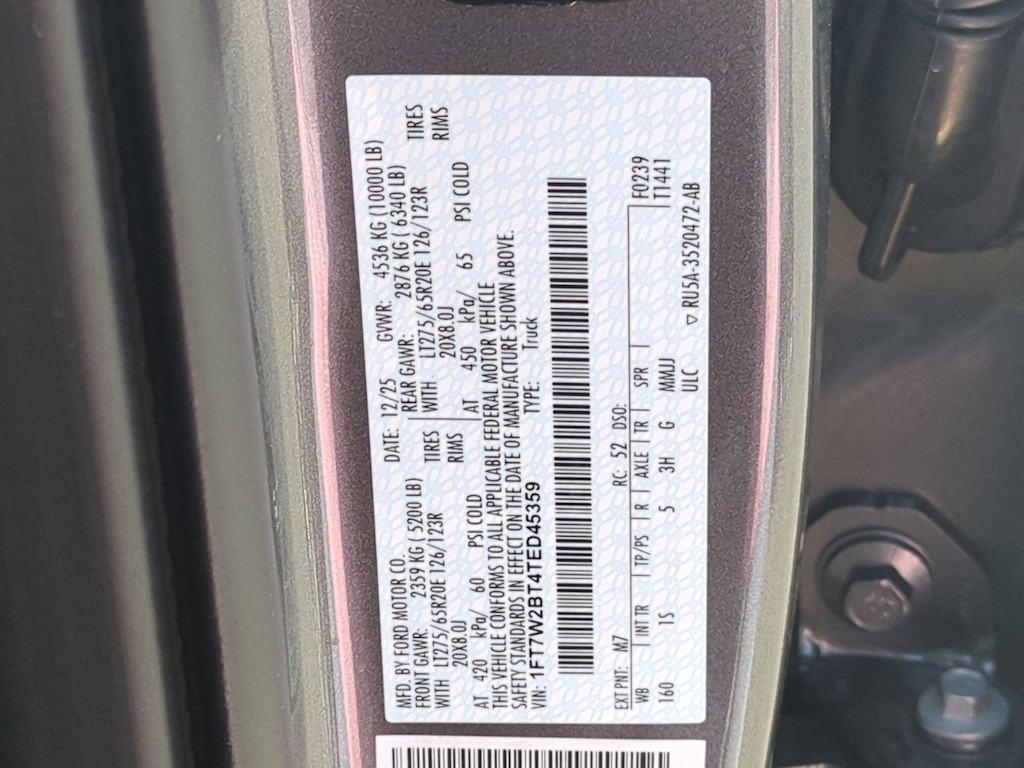 MFD. BY FORD MOTOR CO. DATE: 12/25 GVWR: 4536 KG (10000 LB)
FRONT GAWR: 2359 KG ( 5200 LB) REAR GAWR: 2876 KG ( 6340 LB)
WITH LT275/65R20E 126/123R TIRES WITH LT275/65R20E 126/123R TIRES
20X8.0J RIMS 20X8.0J RIMS
AT 420 kPa/ 60 PSI COLD AT 450 kPa/ 65 PSI COLD
THIS VEHICLE CONFORMS TO ALL APPLICABLE FEDERAL MOTOR VEHICLE
SAFETY STANDARDS IN EFFECT ON THE DATE OF MANUFACTURE SHOWN ABOVE.
VIN: 1FT7W2BT4TED45359 TYPE: Truck
EXT PNT: M7 RC: 52 DSO: F0239
WB INT TR TP/PS R AXLE TR SPR T1441
160 1S 5 3H G MMJJ
ULC
▽ RU5A-3520472-AB